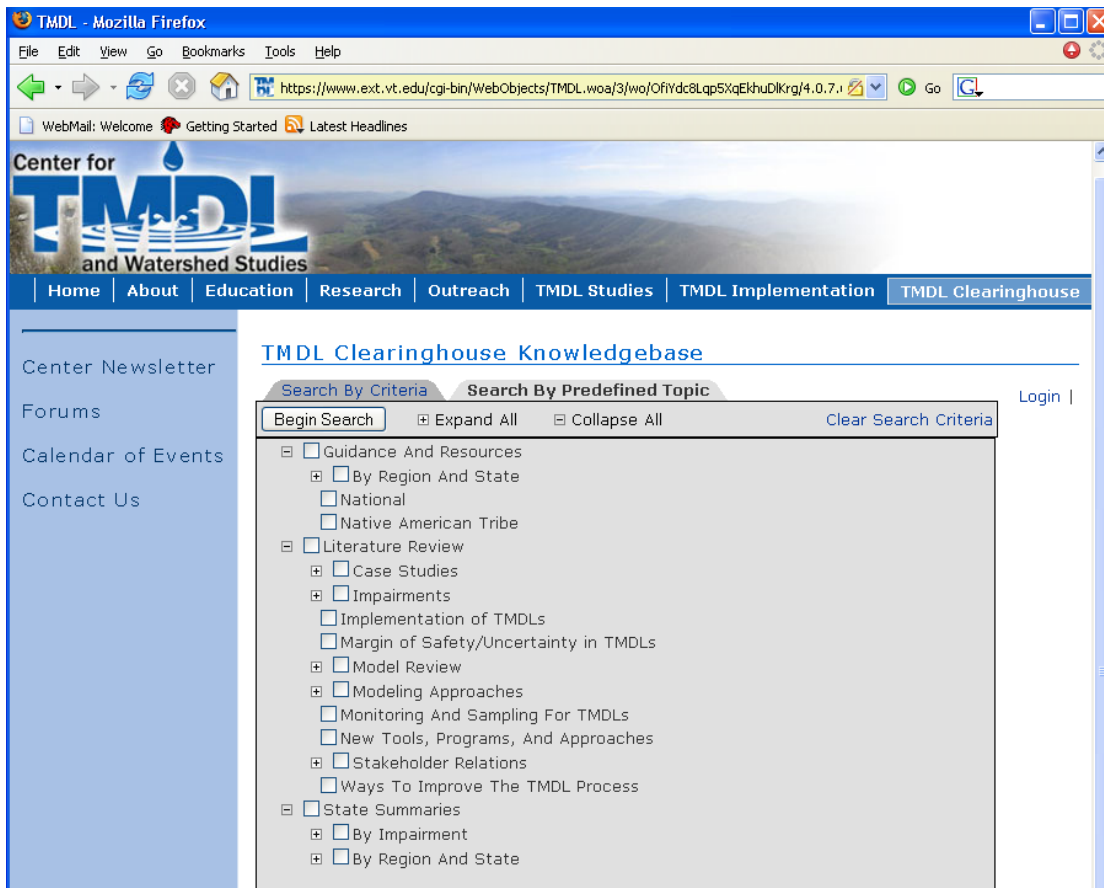 TMDL - Mozilla Firefox
File Edit View Go Bookmarks Tools Help
https://www.ext.vt.edu/cgi-bin/WebObjects/TMDL.woa/3/wo/OfiYdc8Lqp5XqEkhuDlKrg/4.0.7. Go G
WebMail: Welcome Getting Started Latest Headlines
Center for
TMDL
and Watershed Studies
Home About Education Research Outreach TMDL Studies TMDL Implementation TMDL Clearinghouse
Center Newsletter
Forums
Calendar of Events
Contact Us
TMDL Clearinghouse Knowledgebase
Search By Criteria Search By Predefined Topic
Login |
Begin Search Expand All Collapse All Clear Search Criteria
Guidance And Resources
By Region And State
National
Native American Tribe
Literature Review
Case Studies
Impairments
Implementation of TMDLs
Margin of Safety/Uncertainty in TMDLs
Model Review
Modeling Approaches
Monitoring And Sampling For TMDLs
New Tools, Programs, And Approaches
Stakeholder Relations
Ways To Improve The TMDL Process
State Summaries
By Impairment
By Region And State